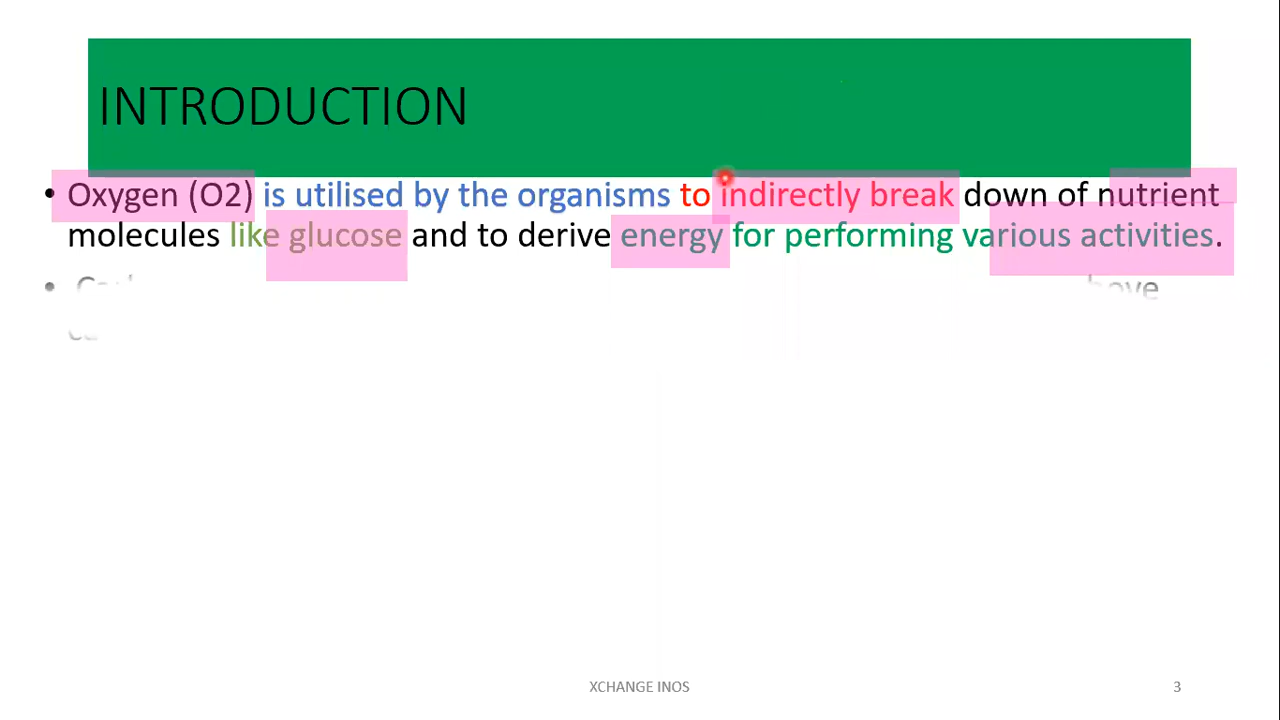 INTRODUCTION
• Oxygen (O2) is utilised by the organisms to indirectly break down of nutrient
molecules like glucose and to derive energy for performing various activities.
XCHANGE INOS
3